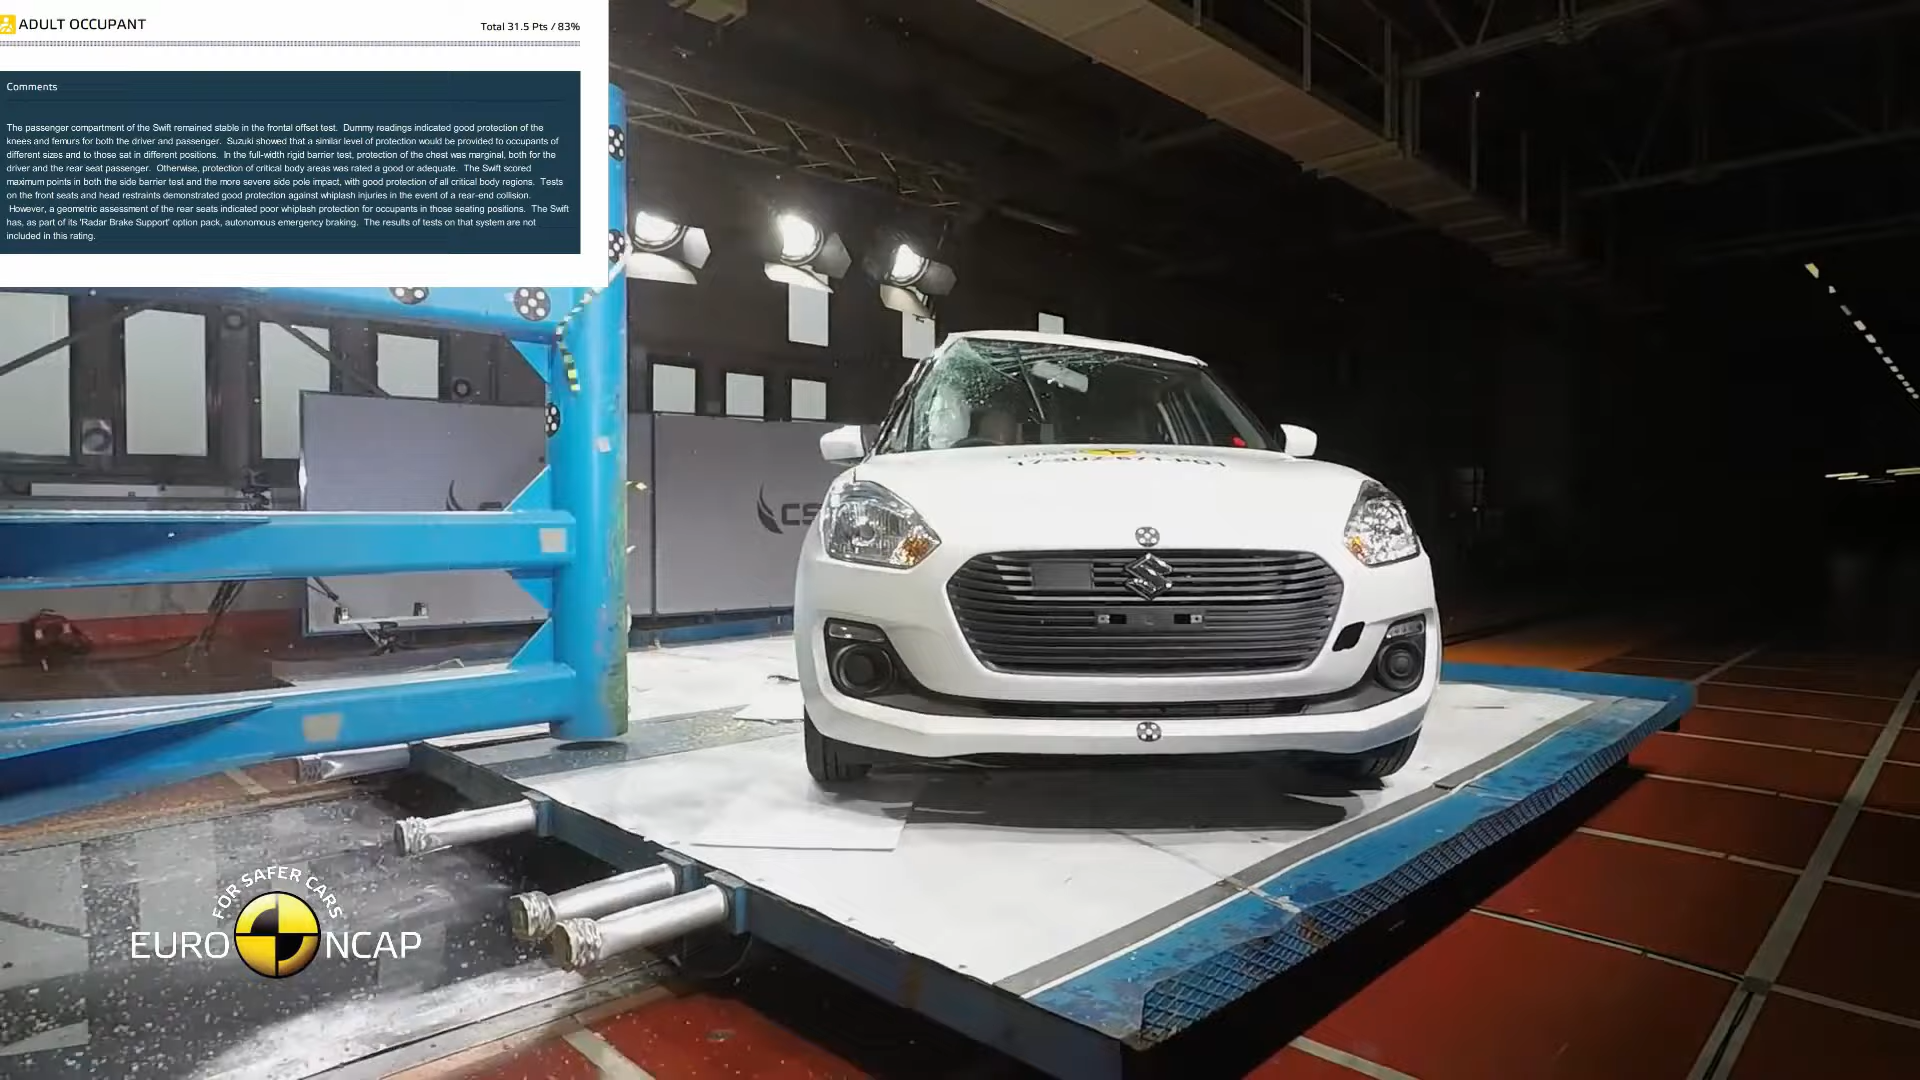 ADULT OCCUPANT
Total 31.5 Pts / 83%
Comments
The passenger compartment of the Swift remained stable in the frontal offset test. Dummy readings indicated good protection of the
knees and femurs for both the driver and passenger. Suzuki showed that a similar level of protection would be provided to occupants of
different sizes and to those sat in different positions. In the full-width rigid barrier test, protection of the chest was marginal, both for the
driver and the rear seat passenger. Otherwise, protection of critical body areas was rated a good or adequate. The Swift scored
maximum points in both the side barrier test and the more severe side pole impact, with good protection of all critical body regions. Tests
on the front seats and head restraints demonstrated good protection against whiplash injuries in the event of a rear-end collision.
However, a geometric assessment of the rear seats indicated poor whiplash protection for occupants in those seating positions. The Swift
has, as part of its 'Radar Brake Support' option pack, autonomous emergency braking. The results of tests on that system are not
included in this rating.
FOR SAFER CARS
EURO NCAP